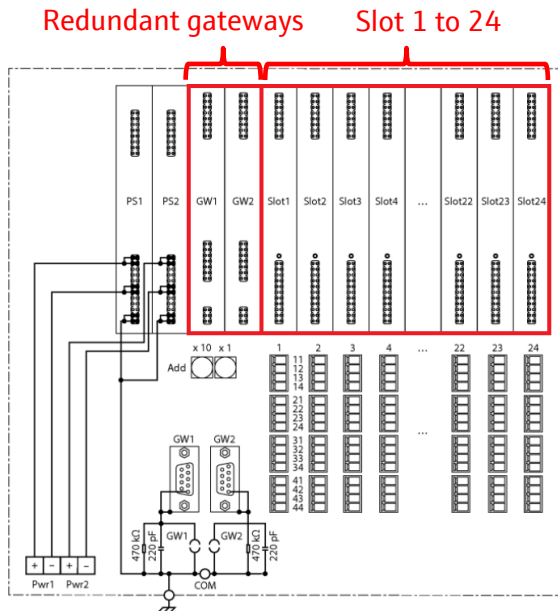 Redundant gateways Slot 1 to 24
PS1 PS2 GW1 GW2 Slot1 Slot2 Slot3 Slot4 ... Slot22 Slot23 Slot24
x 10 x 1
Add
1 2 3 4 ... 22 23 24
11
12
13
14
21
22
23
24
...
31
32
33
34
41
42
43
44
GW1 GW2
470 kΩ
220 pF
GW1 GW2
470 kΩ
220 pF
+ − + −
Pwr1 Pwr2
COM